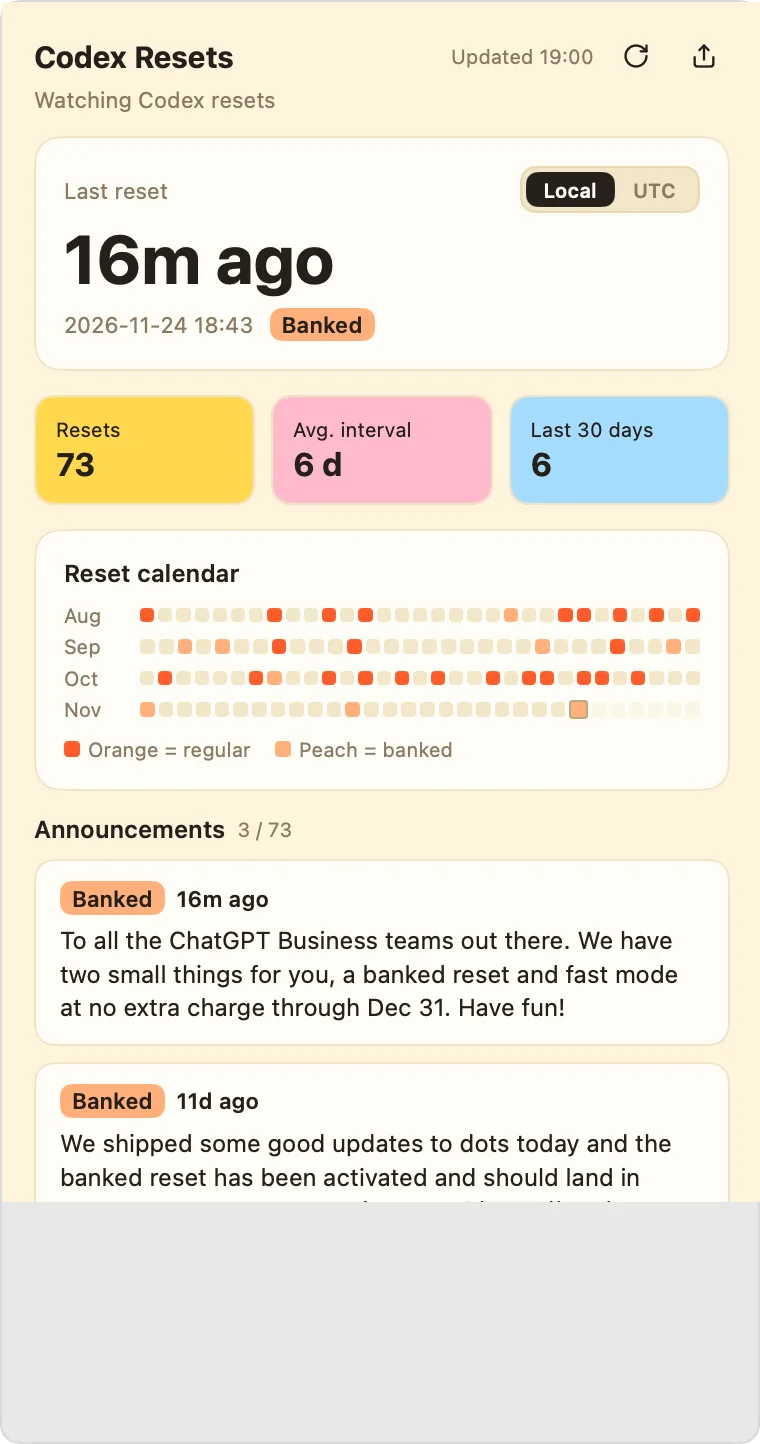 Codex Resets
Updated 19:00
Watching Codex resets
Last reset
Local
UTC
16m ago
2026-11-24 18:43
Banked
Resets
73
Avg. interval
6 d
Last 30 days
6
Reset calendar
Aug
Sep
Oct
Nov
Orange = regular
Peach = banked
Announcements 3 / 73
Banked 16m ago
To all the ChatGPT Business teams out there. We have
two small things for you, a banked reset and fast mode
at no extra charge through Dec 31. Have fun!
Banked 11d ago
We shipped some good updates to dots today and the
banked reset has been activated and should land in